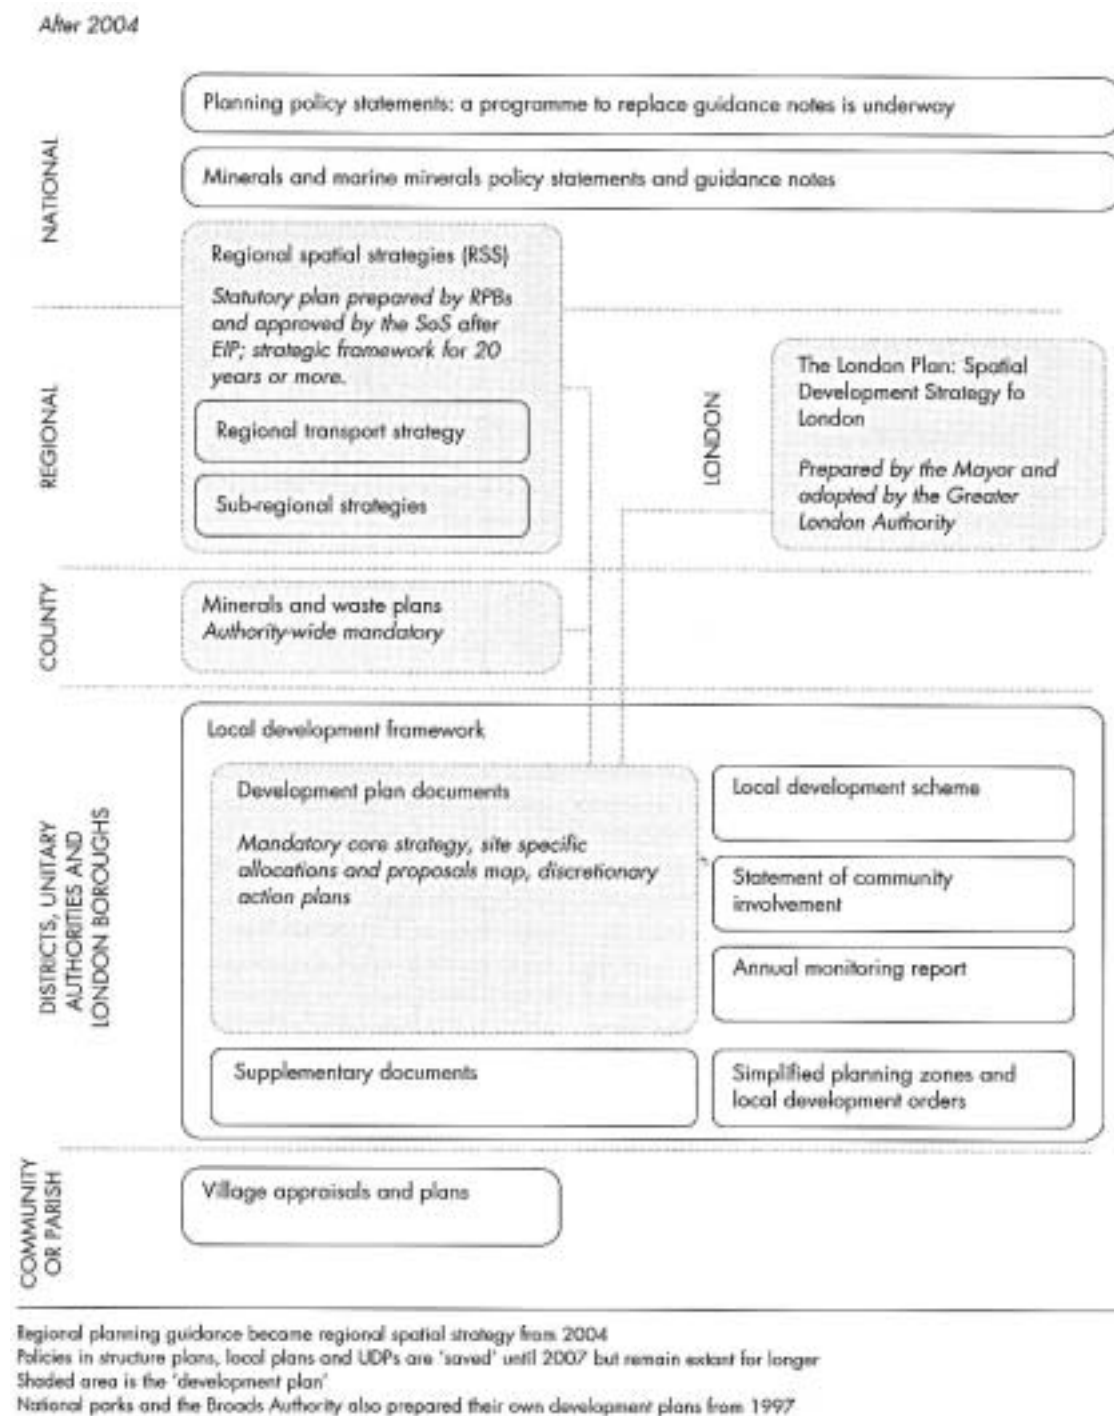 After 2004
NATIONAL
Planning policy statements: a programme to replace guidance notes is underway
Minerals and marine minerals policy statements and guidance notes
Regional spatial strategies (RSS)
Statutory plan prepared by RPBs
and approved by the SoS after
EIP; strategic framework for 20
years or more.
REGIONAL
Regional transport strategy
Sub-regional strategies
LONDON
The London Plan: Spatial
Development Strategy fo
London
Prepared by the Mayor and
adopted by the Greater
London Authority
COUNTY
Minerals and waste plans
Authority-wide mandatory
DISTRICTS, UNITARY
AUTHORITIES AND
LONDON BOROUGHS
Local development framework
Development plan documents
Mandatory core strategy, site specific
allocations and proposals map, discretionary
action plans
Local development scheme
Statement of community
involvement
Annual monitoring report
Supplementary documents
Simplified planning zones and
local development orders
COMMUNITY
OR PARISH
Village appraisals and plans
Regional planning guidance became regional spatial strategy from 2004
Policies in structure plans, local plans and UDPs are 'saved' until 2007 but remain extant for longer
Shaded area is the 'development plan'
National parks and the Broads Authority also prepared their own development plans from 1997